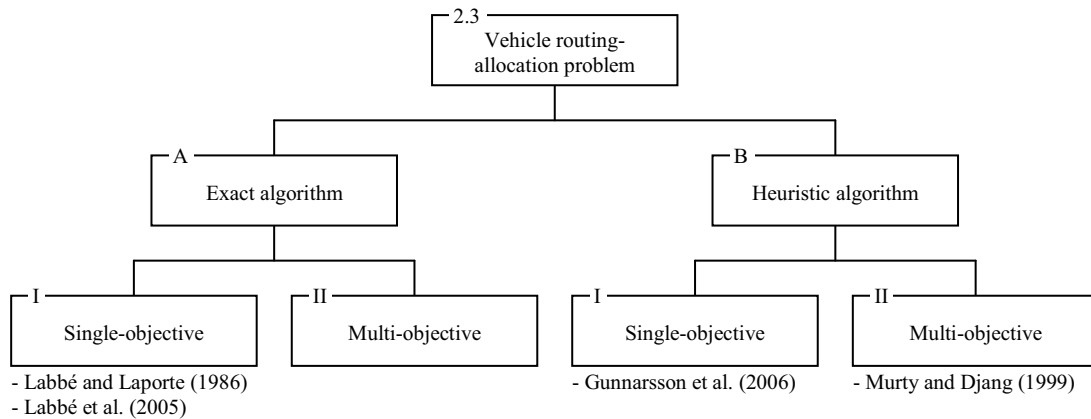 2.3
Vehicle routing-
allocation problem
A
Exact algorithm
B
Heuristic algorithm
I
Single-objective
II
Multi-objective
I
Single-objective
II
Multi-objective
- Labbé and Laporte (1986)
- Labbé et al. (2005)
- Gunnarsson et al. (2006)
- Murty and Djang (1999)